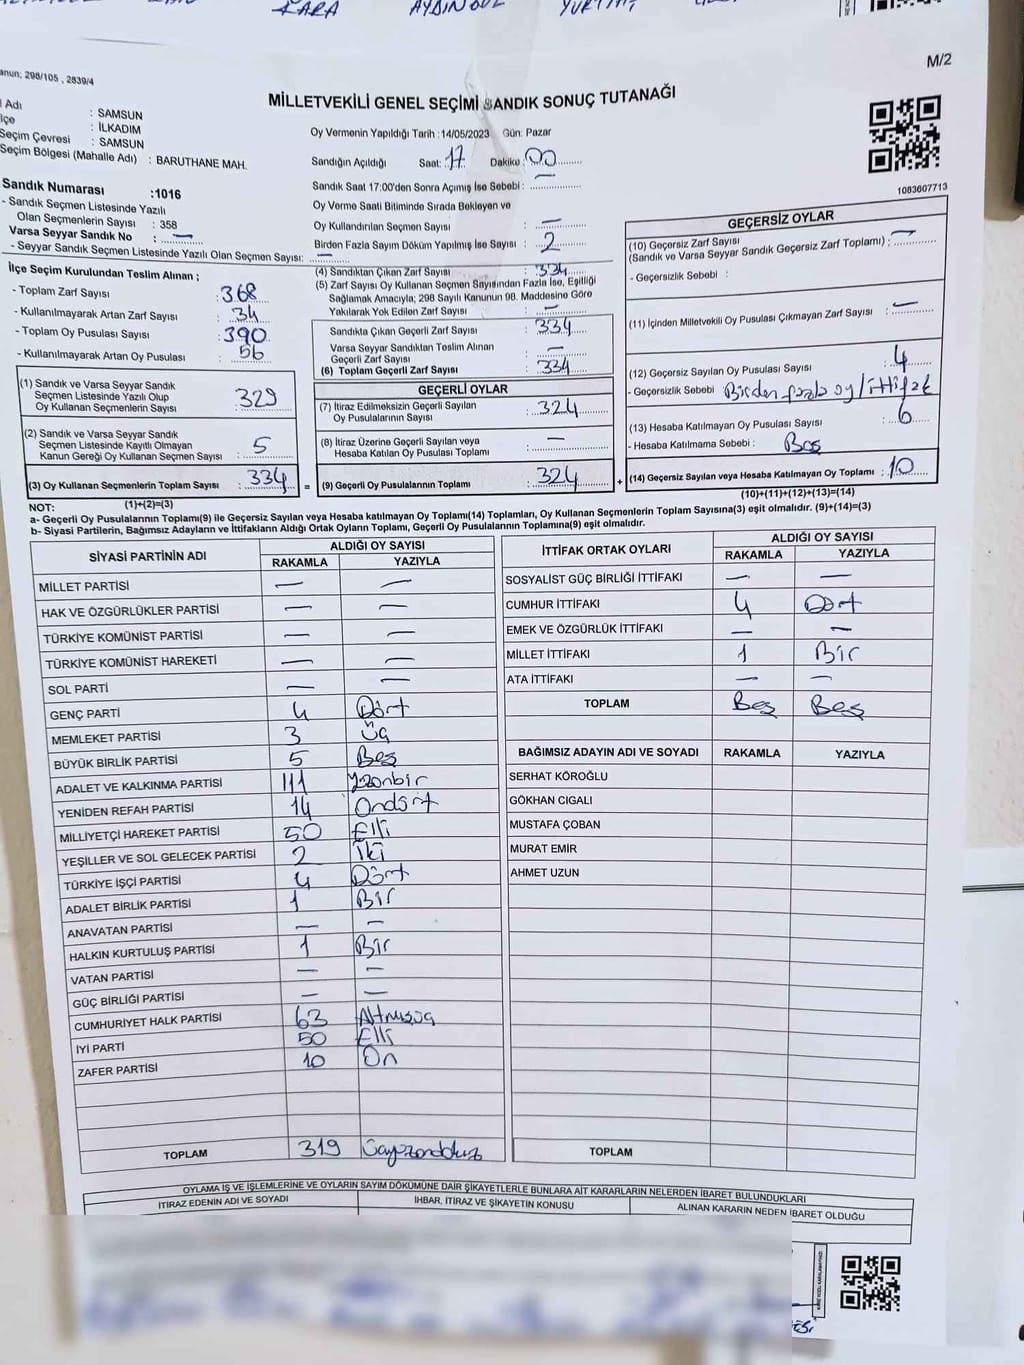 KARA AYDINGÜL
M/2
anun; 298/105 , 2839/4
MİLLETVEKİLİ GENEL SEÇİMİ SANDIK SONUÇ TUTANAĞI
l Adı : SAMSUN
lçe : İLKADIM
Seçim Çevresi : SAMSUN
Seçim Bölgesi (Mahalle Adı) : BARUTHANE MAH.
Oy Vermenin Yapıldığı Tarih : 14/05/2023 Gün: Pazar
Sandığın Açıldığı Saat: 17 Dakika: 00
Sandık Saat 17:00'den Sonra Açımış İse Sebebi : —
Oy Verme Saati Bitiminde Sırada Bekleyen ve
Oy Kullandırılan Seçmen Sayısı : —
Birden Fazla Sayım Döküm Yapılmış İse Sayısı : 2
1083607713
Sandık Numarası :1016
- Sandık Seçmen Listesinde Yazılı
Olan Seçmenlerin Sayısı : 358
Varsa Seyyar Sandık No : —
- Seyyar Sandık Seçmen Listesinde Yazılı Olan Seçmen Sayısı: —
İlçe Seçim Kurulundan Teslim Alınan ;
- Toplam Zarf Sayısı : 368
- Kullanılmayarak Artan Zarf Sayısı : 34
- Toplam Oy Pusulası Sayısı : 390
- Kullanılmayarak Artan Oy Pusulası : 56
(1) Sandık ve Varsa Seyyar Sandık
Seçmen Listesinde Yazılı Olup
Oy Kullanan Seçmenlerin Sayısı : 329
(2) Sandık ve Varsa Seyyar Sandık
Seçmen Listesinde Kayıtlı Olmayan
Kanun Gereği Oy Kullanan Seçmen Sayısı : 5
(3) Oy Kullanan Seçmenlerin Toplam Sayısı : 334 =
(4) Sandıktan Çıkan Zarf Sayısı : 334
(5) Zarf Sayısı Oy Kullanan Seçmen Sayısından Fazla İse, Eşitliği
Sağlamak Amacıyla; 298 Sayılı Kanunun 98. Maddesine Göre
Yakılarak Yok Edilen Zarf Sayısı : —
Sandıkta Çıkan Geçerli Zarf Sayısı : 334
Varsa Seyyar Sandıktan Teslim Alınan
Geçerli Zarf Sayısı : —
(6) Toplam Geçerli Zarf Sayısı : 334
GEÇERLİ OYLAR
(7) İtiraz Edilmeksizin Geçerli Sayılan
Oy Pusulalarının Sayısı : 324
(8) İtiraz Üzerine Geçerli Sayılan veya
Hesaba Katılan Oy Pusulası Toplamı : —
(9) Geçerli Oy Pusulalarının Toplamı : 324 +
GEÇERSİZ OYLAR
(10) Geçersiz Zarf Sayısı
(Sandık ve Varsa Seyyar Sandık Geçersiz Zarf Toplamı) : —
- Geçersizlik Sebebi :
(11) İçinden Milletvekili Oy Pusulası Çıkmayan Zarf Sayısı : —
(12) Geçersiz Sayılan Oy Pusulası Sayısı : 4
- Geçersizlik Sebebi : Birden fazla oy/ittifak
(13) Hesaba Katılmayan Oy Pusulası Sayısı : 6
- Hesaba Katılmama Sebebi : Boş
(14) Geçersiz Sayılan veya Hesaba Katılmayan Oy Toplamı : 10
NOT: (1)+(2)=(3) (10)+(11)+(12)+(13)=(14)
a- Geçerli Oy Pusulalarının Toplamı(9) ile Geçersiz Sayılan veya Hesaba katılmayan Oy Toplamı(14) Toplamları, Oy Kullanan Seçmenlerin Toplam Sayısına(3) eşit olmalıdır. (9)+(14)=(3)
b- Siyasi Partilerin, Bağımsız Adayların ve İttifakların Aldığı Ortak Oyların Toplamı, Geçerli Oy Pusulalarının Toplamına(9) eşit olmalıdır.
SİYASİ PARTİNİN ADI ALDIĞI OY SAYISI
RAKAMLA YAZIYLA
MİLLET PARTİSİ — —
HAK VE ÖZGÜRLÜKLER PARTİSİ — —
TÜRKİYE KOMÜNİST PARTİSİ — —
TÜRKİYE KOMÜNİST HAREKETİ — —
SOL PARTİ — —
GENÇ PARTİ 4 Dört
MEMLEKET PARTİSİ 3 Üç
BÜYÜK BİRLİK PARTİSİ 5 Beş
ADALET VE KALKINMA PARTİSİ 111 Yzonbir
YENİDEN REFAH PARTİSİ 14 Ondört
MİLLİYETÇİ HAREKET PARTİSİ 50 Elli
YEŞİLLER VE SOL GELECEK PARTİSİ 2 İki
TÜRKİYE İŞÇİ PARTİSİ 4 Dört
ADALET BİRLİK PARTİSİ 1 Bir
ANAVATAN PARTİSİ — —
HALKIN KURTULUŞ PARTİSİ 1 Bir
VATAN PARTİSİ — —
GÜÇ BİRLİĞİ PARTİSİ — —
CUMHURİYET HALK PARTİSİ 63 Altmışüç
İYİ PARTİ 50 Elli
ZAFER PARTİSİ 10 On
TOPLAM 319
İTTİFAK ORTAK OYLARI ALDIĞI OY SAYISI
RAKAMLA YAZIYLA
SOSYALİST GÜÇ BİRLİĞİ İTTİFAKI — —
CUMHUR İTTİFAKI 4 Dört
EMEK VE ÖZGÜRLÜK İTTİFAKI — —
MİLLET İTTİFAKI 1 Bir
ATA İTTİFAKI — —
TOPLAM Beş Beş
BAĞIMSIZ ADAYIN ADI VE SOYADI RAKAMLA YAZIYLA
SERHAT KÖROĞLU
GÖKHAN CIGALI
MUSTAFA ÇOBAN
MURAT EMİR
AHMET UZUN
TOPLAM
OYLAMA İŞ VE İŞLEMLERİNE VE OYLARIN SAYIM DÖKÜMÜNE DAİR ŞİKAYETLERLE BUNLARA AİT KARARLARIN NELERDEN İBARET BULUNDUKLARI
İTİRAZ EDENİN ADI VE SOYADI İHBAR, İTİRAZ VE ŞİKAYETİN KONUSU ALINAN KARARIN NEDEN İBARET OLDUĞU